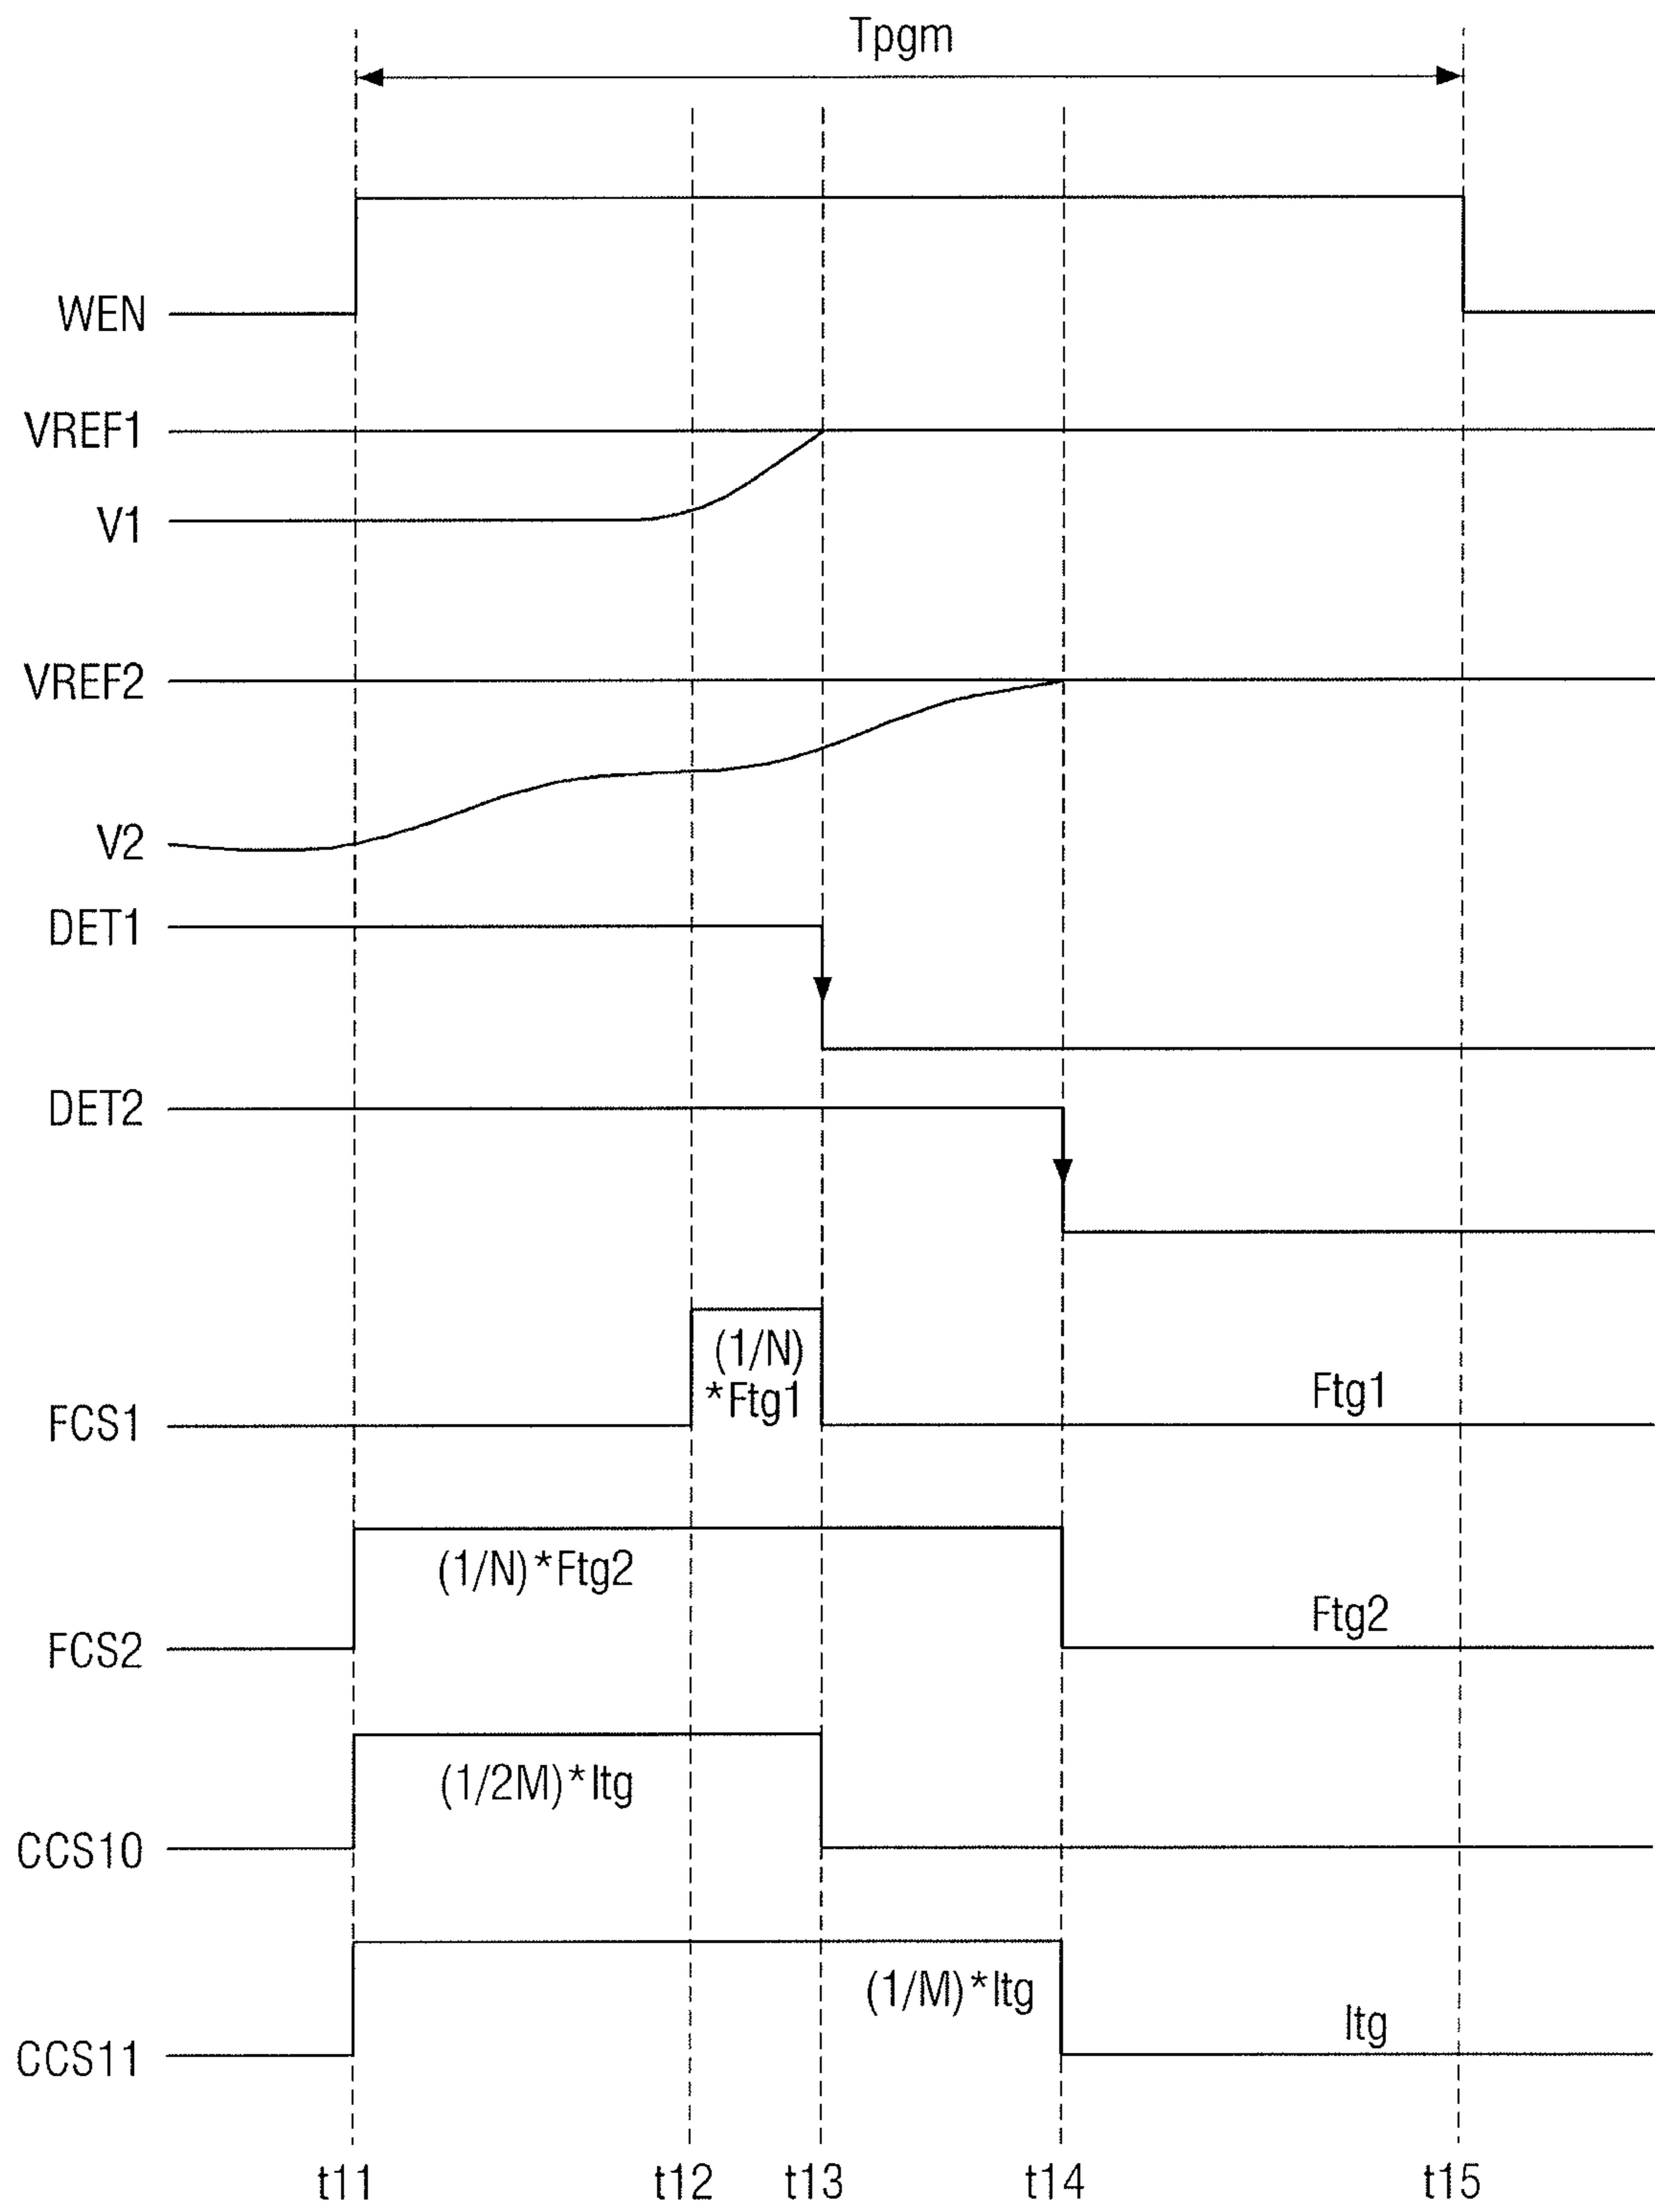 Tpgm
WEN
VREF1
V1
VREF2
V2
DET1
DET2
(1/N)
*Ftg1
Ftg1
FCS1
(1/N)*Ftg2
Ftg2
FCS2
(1/2M)*Itg
CCS10
(1/M)*Itg
Itg
CCS11
t11 t12 t13 t14 t15